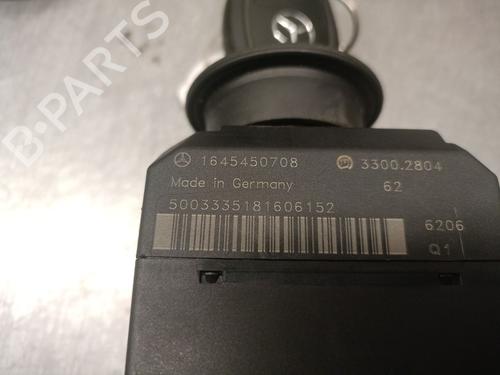 B-PARTS
1645450708 3300.2804
Made in Germany 62
5003335181606152
6206
Q1